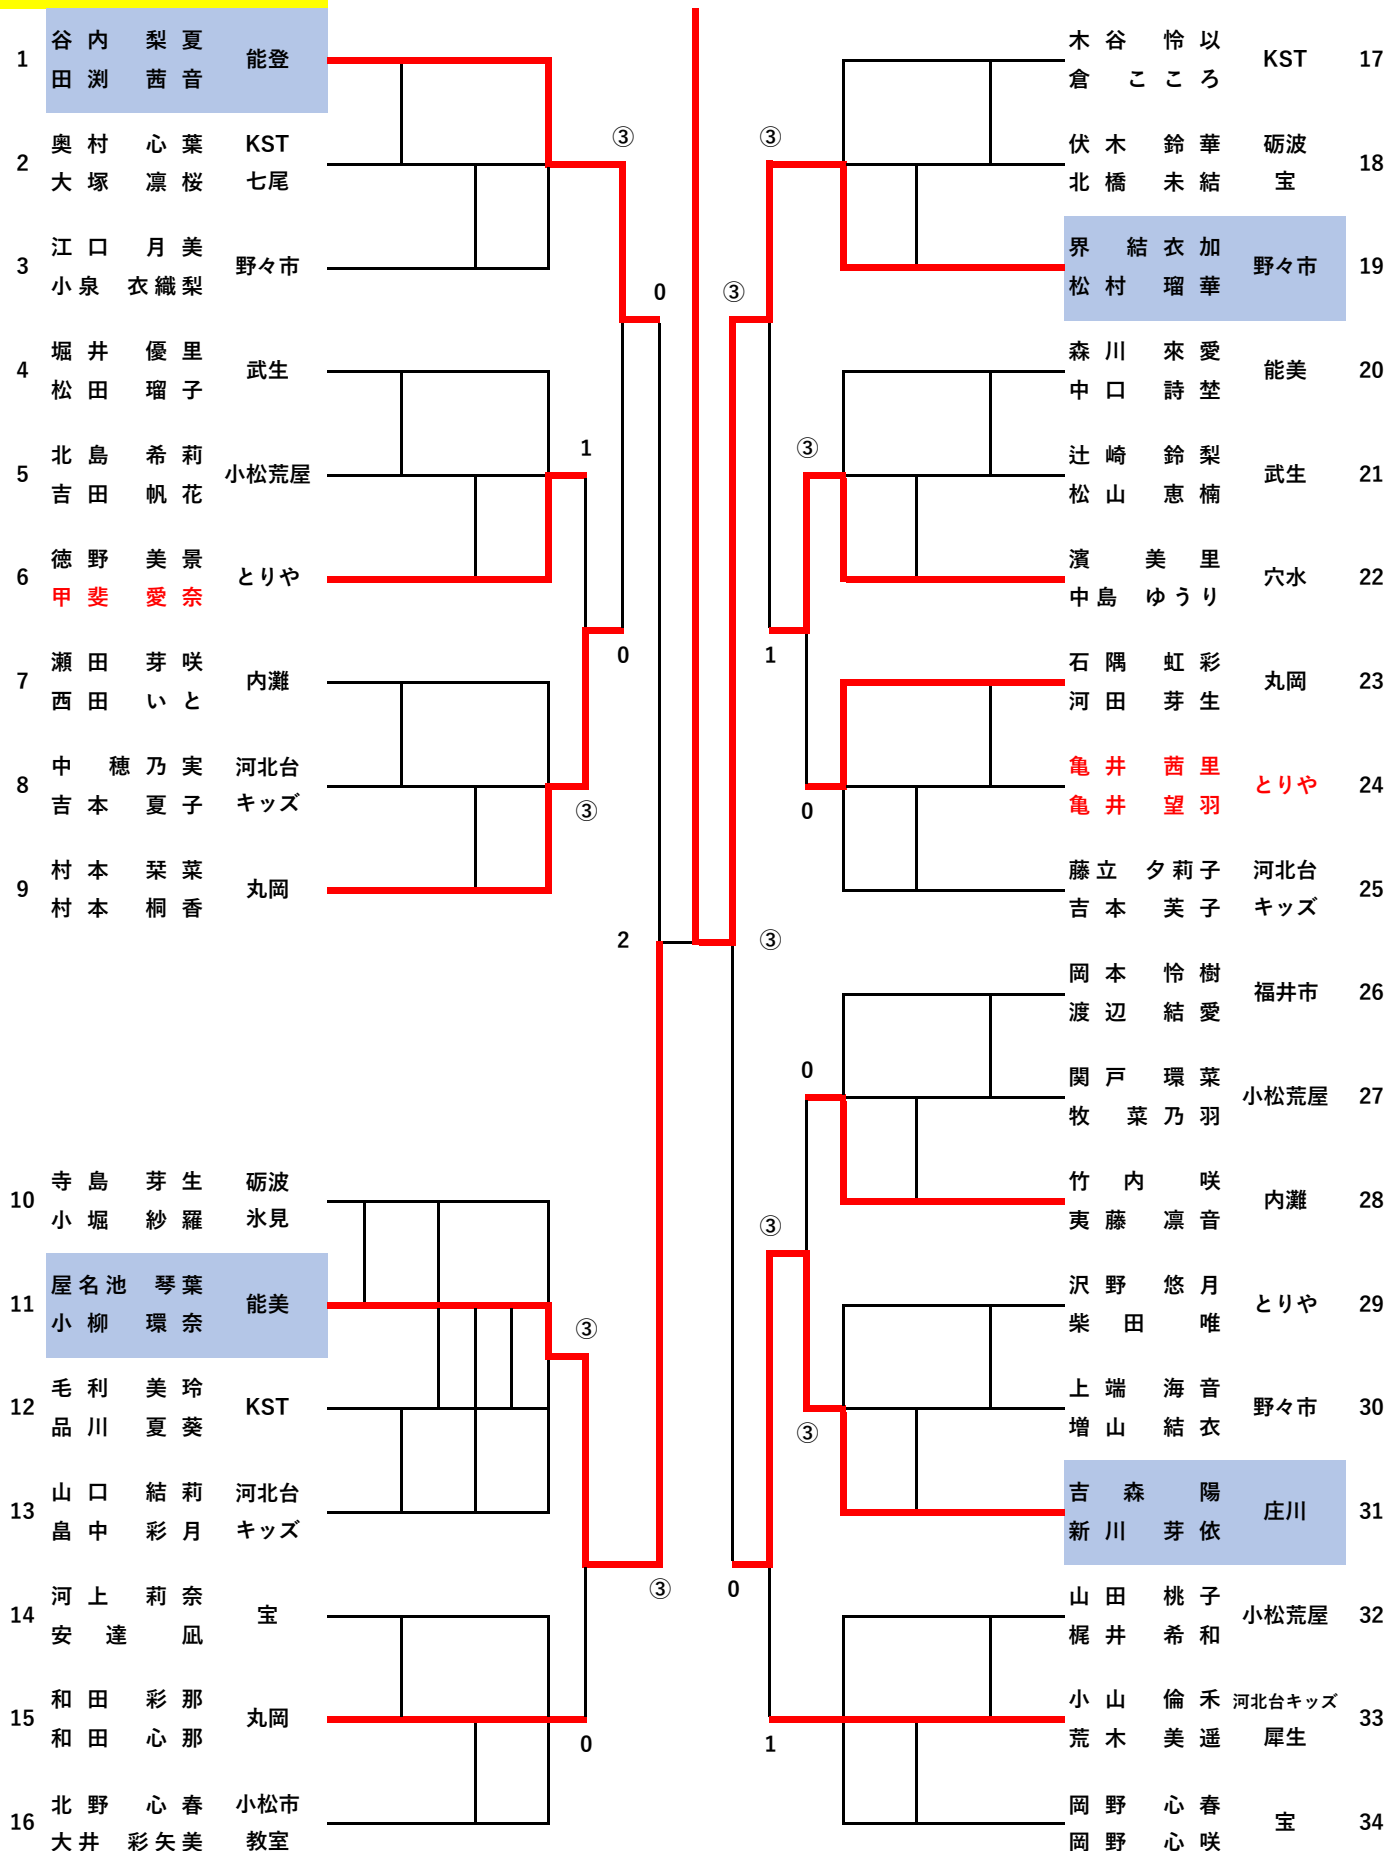 1 谷内 梨夏 能登
田渕 茜音
2 奥村 心葉 KST
大塚 凛桜 七尾
3 江口 月美 野々市
小泉 衣織梨
4 堀井 優里 武生
松田 瑠子
5 北島 希莉 小松荒屋
吉田 帆花
6 徳野 美景 とりや
甲斐 愛奈
7 瀬田 芽咲 内灘
西田 いと
8 中 穂乃実 河北台
吉本 夏子 キッズ
9 村本 栞菜 丸岡
村本 桐香
10 寺島 芽生 砺波
小堀 紗羅 氷見
11 屋名池 琴葉 能美
小柳 環奈
12 毛利 美玲 KST
品川 夏葵
13 山口 結莉 河北台
畠中 彩月 キッズ
14 河上 莉奈 宝
安達 凪
15 和田 彩那 丸岡
和田 心那
16 北野 心春 小松市
大井 彩矢美 教室
③
0
1
0
③
2
③
③
0
③
③
③
1
0
③
0
③
③
0
1
木谷 怜以 KST 17
倉 こころ
伏木 鈴華 砺波 18
北橋 未結 宝
界 結衣加 野々市 19
松村 瑠華
森川 來愛 能美 20
中口 詩埜
辻崎 鈴梨 武生 21
松山 恵楠
濱 美里 穴水 22
中島 ゆうり
石隅 虹彩 丸岡 23
河田 芽生
亀井 茜里 とりや 24
亀井 望羽
藤立 夕莉子 河北台 25
吉本 芙子 キッズ
岡本 怜樹 福井市 26
渡辺 結愛
関戸 環菜 小松荒屋 27
牧 菜乃羽
竹内 咲 内灘 28
夷藤 凛音
沢野 悠月 とりや 29
柴田 唯
上端 海音 野々市 30
増山 結衣
吉森 陽 庄川 31
新川 芽依
山田 桃子 小松荒屋 32
梶井 希和
小山 倫禾 河北台キッズ 33
荒木 美遥 犀生
岡野 心春 宝 34
岡野 心咲